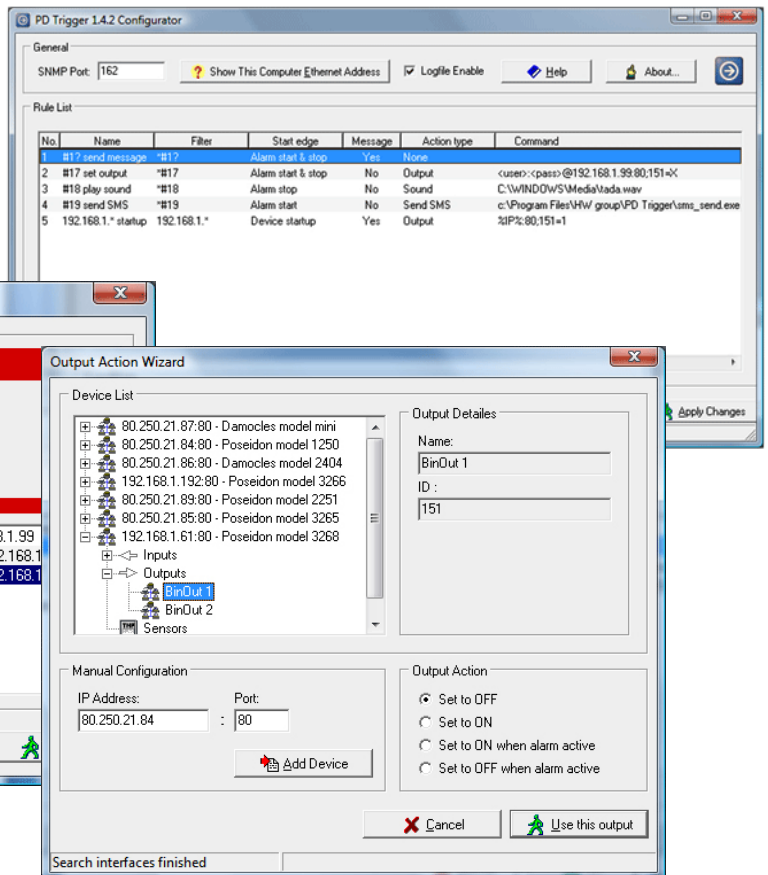 PD Trigger 1.4.2 Configurator
General
SNMP Port: 162
Show This Computer Ethernet Address
Logfile Enable
Help
About...
Rule List
No. Name Filter Start edge Message Action type Command
1 #1? send message *#1? Alarm start & stop Yes None
2 #17 set output *#17 Alarm start & stop No Output <user>:<pass>@192.168.1.99:80;151=X
3 #18 play sound *#18 Alarm stop No Sound C:\WINDOWS\Media\tada.wav
4 #19 send SMS *#19 Alarm start No Send SMS c:\Program Files\HW group\PD Trigger\sms_send.exe
5 192.168.1.* startup 192.168.1.* Device startup Yes Output %IP%:80;151=1
Apply Changes
3.1.99
2.168.1
2.168.1
Output Action Wizard
Device List
80.250.21.87:80 - Damocles model mini
80.250.21.84:80 - Poseidon model 1250
80.250.21.86:80 - Damocles model 2404
192.168.1.192:80 - Poseidon model 3266
80.250.21.89:80 - Poseidon model 2251
80.250.21.85:80 - Poseidon model 3265
192.168.1.61:80 - Poseidon model 3268
Inputs
Outputs
BinOut 1
BinOut 2
Sensors
Output Detailes
Name:
BinOut 1
ID :
151
Manual Configuration
IP Address:
Port:
80.250.21.84 : 80
Add Device
Output Action
Set to OFF
Set to ON
Set to ON when alarm active
Set to OFF when alarm active
Cancel
Use this output
Search interfaces finished